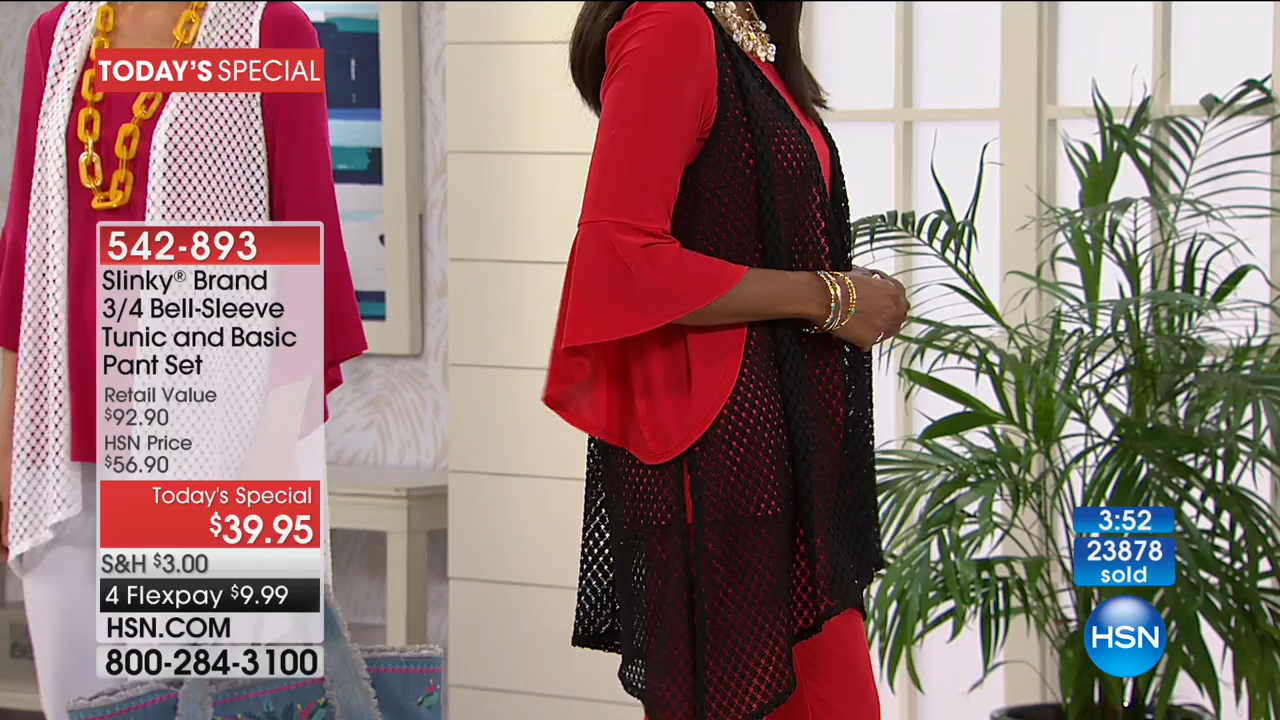 TODAY'S SPECIAL
542-893
Slinky® Brand
3/4 Bell-Sleeve
Tunic and Basic
Pant Set
Retail Value
$92.90
HSN Price
$56.90
Today's Special
$39.95
S&H $3.00
4 Flexpay $9.99
HSN.COM
800-284-3100
3:52
23878
sold
HSN